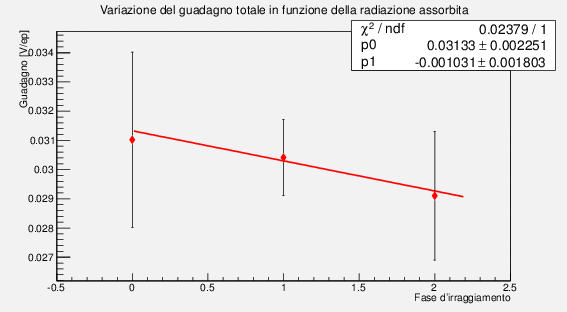 Variazione del guadagno totale in funzione della radiazione assorbita
χ² / ndf 0.02379 / 1
p0 0.03133 ± 0.002251
p1 -0.001031 ± 0.001803
Guadagno [V/ep]
0.034
0.033
0.032
0.031
0.03
0.029
0.028
0.027
-0.5 0 0.5 1 1.5 2 2.5
Fase d'irraggiamento